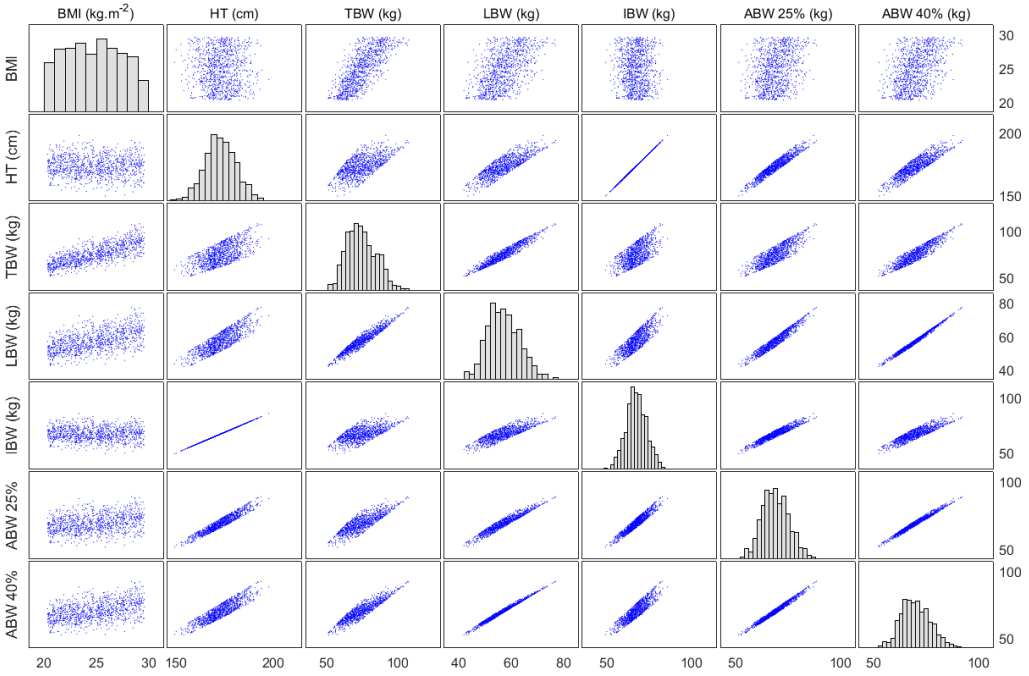 BMI (kg.m-2) HT (cm) TBW (kg) LBW (kg) IBW (kg) ABW 25% (kg) ABW 40% (kg)
BMI 30 25 20
HT (cm) 200 150
TBW (kg) 100 50
LBW (kg) 80 60 40
IBW (kg) 100 50
ABW 25% 100 50
ABW 40% 100 50
20 25 30 150 200 50 100 40 60 80 50 100 50 100 50 100